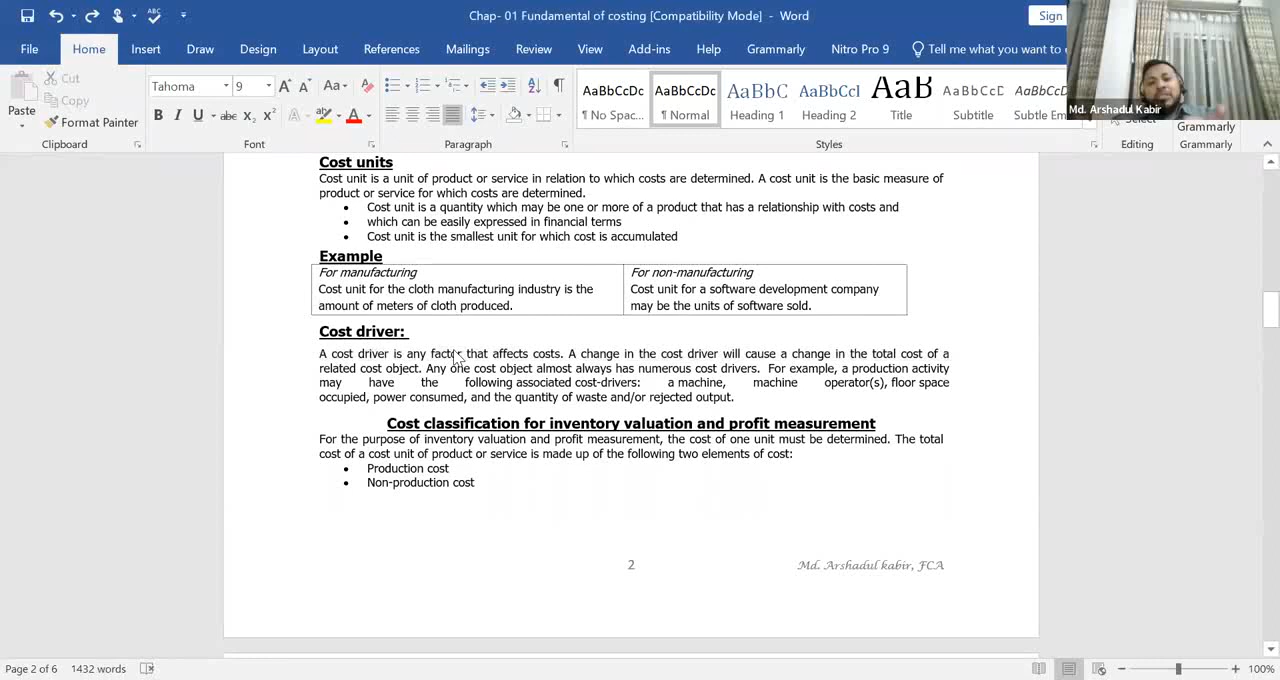 Chap- 01 Fundamental of costing [Compatibility Mode] - Word
Sign
File Home Insert Draw Design Layout References Mailings Review View Add-ins Help Grammarly Nitro Pro 9 Tell me what you want to
Md. Arshadul Kabir
Paste
Cut
Copy
Format Painter
Clipboard
Tahoma 9
Font
Paragraph
AaBbCcDc AaBbCcDc AaBbC AaBbCcI AaB AaBbCcD AaBbCcDc
¶ No Spac... ¶ Normal Heading 1 Heading 2 Title Subtitle Subtle Em
Styles
Select
Editing
Grammarly
Grammarly
Cost units
Cost unit is a unit of product or service in relation to which costs are determined. A cost unit is the basic measure of
product or service for which costs are determined.
• Cost unit is a quantity which may be one or more of a product that has a relationship with costs and
• which can be easily expressed in financial terms
• Cost unit is the smallest unit for which cost is accumulated
Example
For manufacturing
Cost unit for the cloth manufacturing industry is the
amount of meters of cloth produced.
For non-manufacturing
Cost unit for a software development company
may be the units of software sold.
Cost driver:
A cost driver is any factor that affects costs. A change in the cost driver will cause a change in the total cost of a
related cost object. Any one cost object almost always has numerous cost drivers. For example, a production activity
may have the following associated cost-drivers: a machine, machine operator(s), floor space
occupied, power consumed, and the quantity of waste and/or rejected output.
Cost classification for inventory valuation and profit measurement
For the purpose of inventory valuation and profit measurement, the cost of one unit must be determined. The total
cost of a cost unit of product or service is made up of the following two elements of cost:
• Production cost
• Non-production cost
2
Md. Arshadul kabir, FCA
Page 2 of 6 1432 words
100%